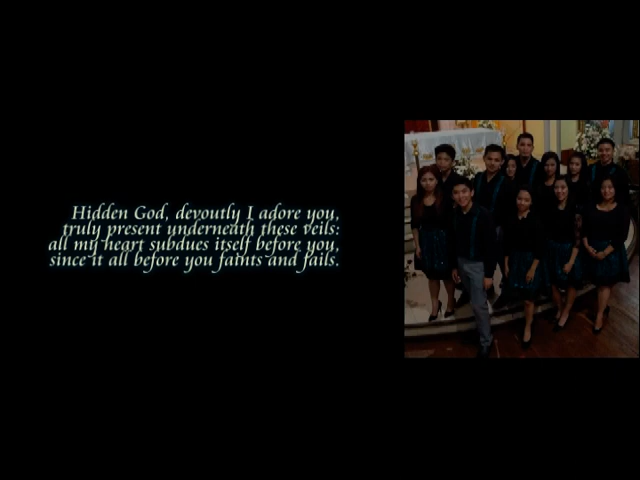 Hidden God, devoutly I adore you,
truly present underneath these veils:
all my heart subdues itself before you,
since it all before you faints and fails.